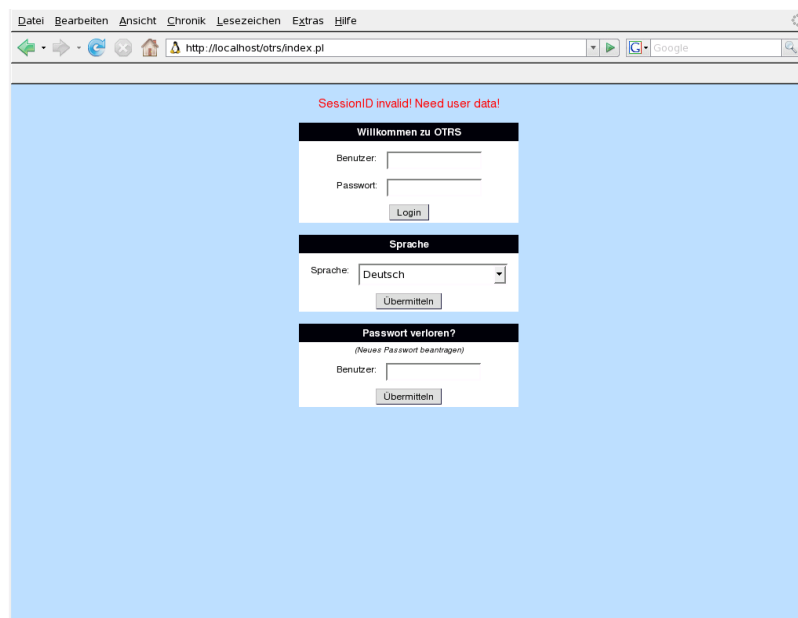 Datei Bearbeiten Ansicht Chronik Lesezeichen Extras Hilfe
http://localhost/otrs/index.pl G Google
SessionID invalid! Need user data!
Willkommen zu OTRS
Benutzer:
Passwort:
Login
Sprache
Sprache: Deutsch
Übermitteln
Passwort verloren?
(Neues Passwort beantragen)
Benutzer:
Übermitteln